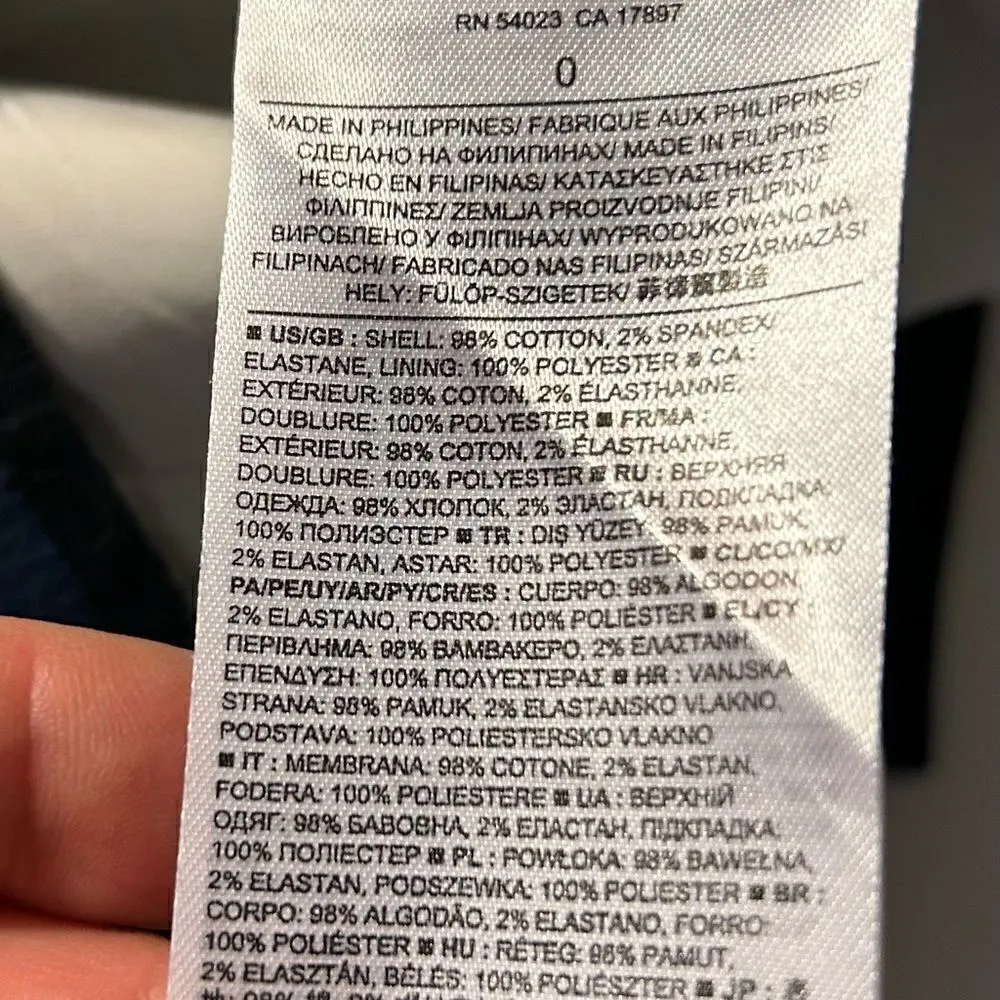 RN 54023 CA 17897
0
MADE IN PHILIPPINES/ FABRIQUE AUX PHILIPPINES/
СДЕЛАНО НА ФИЛИПИНАХ/ MADE IN FILIPINS/
HECHO EN FILIPINAS/ ΚΑΤΑΣΚΕΥΑΣΤΗΚΕ ΣΤΙΣ
ΦΙΛΙΠΠΙΝΕΣ/ ZEMLJA PROIZVODNJE FILIPINI/
ВИРОБЛЕНО У ФІЛІПІНАХ/ WYPRODUKOWANO NA
FILIPINACH/ FABRICADO NAS FILIPINAS/ SZÁRMAZÁSI
HELY: FÜLÖP-SZIGETEK/ 菲律賓製造
US/GB : SHELL: 98% COTTON, 2% SPANDEX/
ELASTANE, LINING: 100% POLYESTER ■ CA :
EXTÉRIEUR: 98% COTON, 2% ÉLASTHANNE,
DOUBLURE: 100% POLYESTER ■ FR/MA :
EXTÉRIEUR: 98% COTON, 2% ÉLASTHANNE,
DOUBLURE: 100% POLYESTER ■ RU : ВЕРХНЯЯ
ОДЕЖДА: 98% ХЛОПОК, 2% ЭЛАСТАН, ПОДКЛАДКА:
100% ПОЛИЭСТЕР ■ TR : DIŞ YÜZEY: 98% PAMUK,
2% ELASTAN, ASTAR: 100% POLYESTER ■ CL/CO/MX/
PA/PE/UY/AR/PY/CR/ES : CUERPO: 98% ALGODON,
2% ELASTANO, FORRO: 100% POLIÉSTER ■ EL/CY :
ΠΕΡΙΒΛΗΜΑ: 98% ΒΑΜΒΑΚΕΡΟ, 2% ΕΛΑΣΤΑΝΗ,
ΕΠΕΝΔΥΣΗ: 100% ΠΟΛΥΕΣΤΕΡΑΣ ■ HR : VANJSKA
STRANA: 98% PAMUK, 2% ELASTANSKO VLAKNO,
PODSTAVA: 100% POLIESTERSKO VLAKNO
■ IT : MEMBRANA: 98% COTONE, 2% ELASTAN,
FODERA: 100% POLIESTERE ■ UA : ВЕРХНІЙ
ОДЯГ: 98% БАВОВНА, 2% ЕЛАСТАН, ПІДКЛАДКА:
100% ПОЛІЕСТЕР ■ PL : POWŁOKA: 98% BAWEŁNA,
2% ELASTAN, PODSZEWKA: 100% POLIESTER ■ BR :
CORPO: 98% ALGODÃO, 2% ELASTANO, FORRO:
100% POLIÉSTER ■ HU : RÉTEG: 98% PAMUT,
2% ELASZTÁN, BÉLÉS: 100% POLIÉSZTER ■ JP :